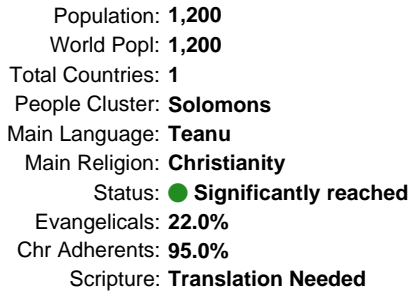 Population: 1,200
World Popl: 1,200
Total Countries: 1
People Cluster: Solomons
Main Language: Teanu
Main Religion: Christianity
Status: Significantly reached
Evangelicals: 22.0%
Chr Adherents: 95.0%
Scripture: Translation Needed